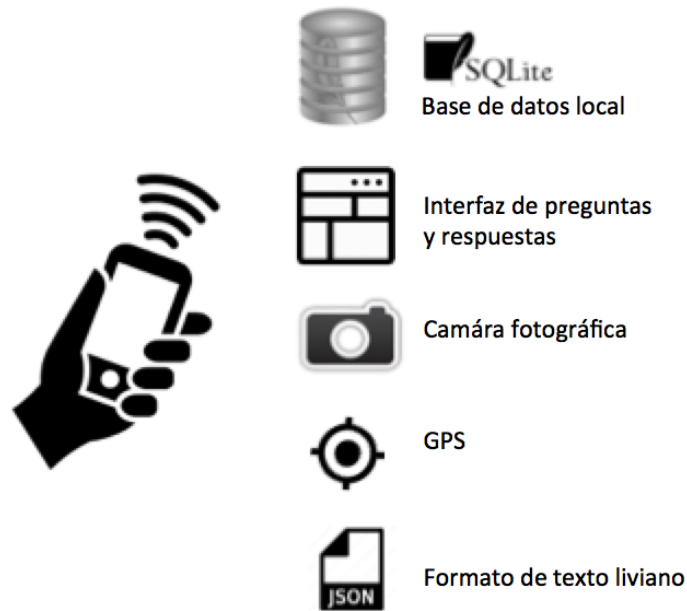 SQLite
Base de datos local
Interfaz de preguntas
y respuestas
Camára fotográfica
GPS
JSON
Formato de texto liviano